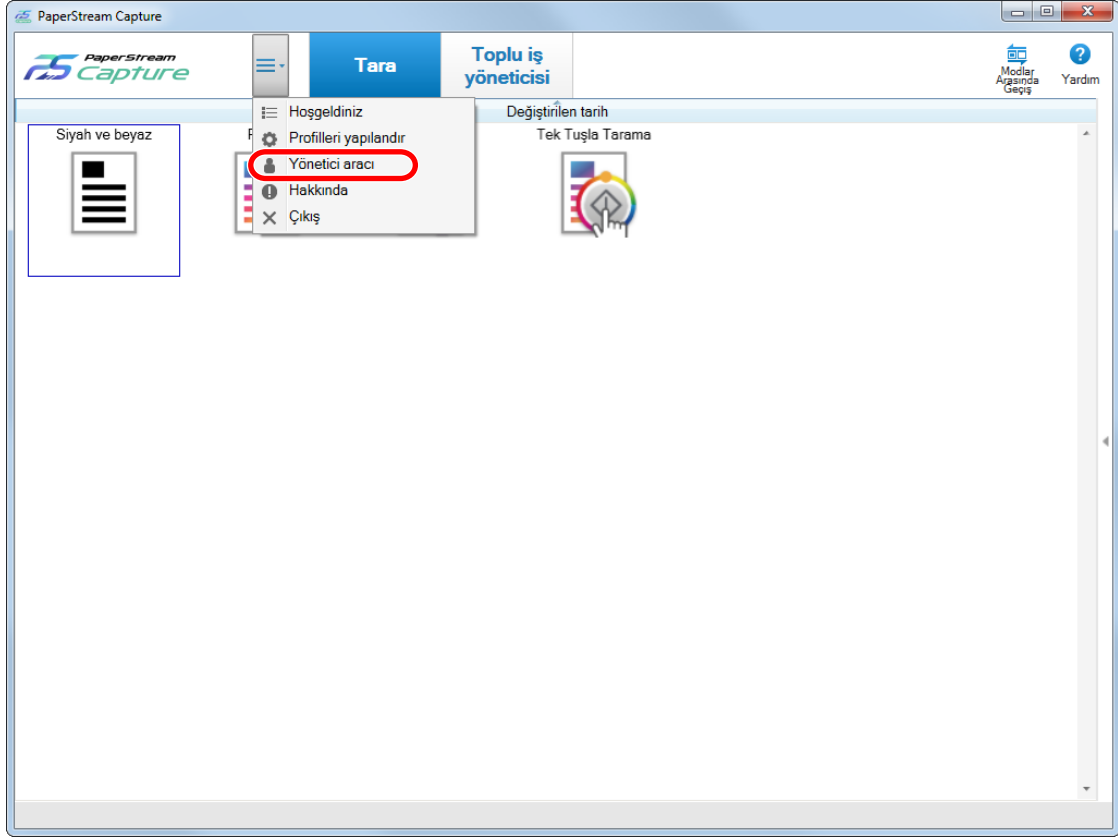 PaperStream Capture
PaperStream
Capture
Tara
Toplu iş
yöneticisi
Modlar
Arasında
Geçiş
Yardım
Değiştirilen tarih
Hoşgeldiniz
Profilleri yapılandır
Yönetici aracı
Hakkında
Çıkış
Siyah ve beyaz
Tek Tuşla Tarama